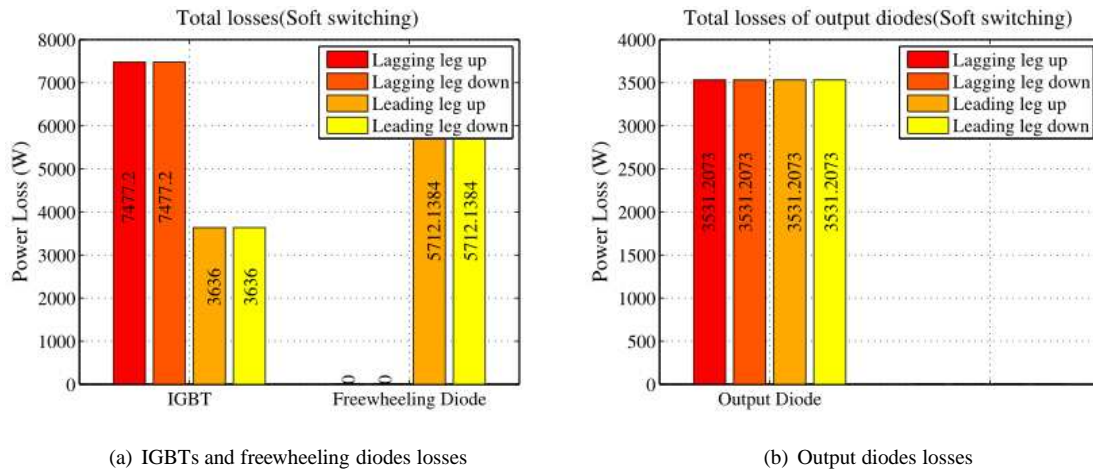 Total losses(Soft switching)
8000
7000
6000
5000
4000
3000
2000
1000
0
Power Loss (W)
Lagging leg up
Lagging leg down
Leading leg up
Leading leg down
7477.2
7477.2
3636
3636
0
0
5712.1384
5712.1384
IGBT
Freewheeling Diode
(a) IGBTs and freewheeling diodes losses
Total losses of output diodes(Soft switching)
4000
3500
3000
2500
2000
1500
1000
500
0
Power Loss (W)
Lagging leg up
Lagging leg down
Leading leg up
Leading leg down
3531.2073
3531.2073
3531.2073
3531.2073
Output Diode
(b) Output diodes losses